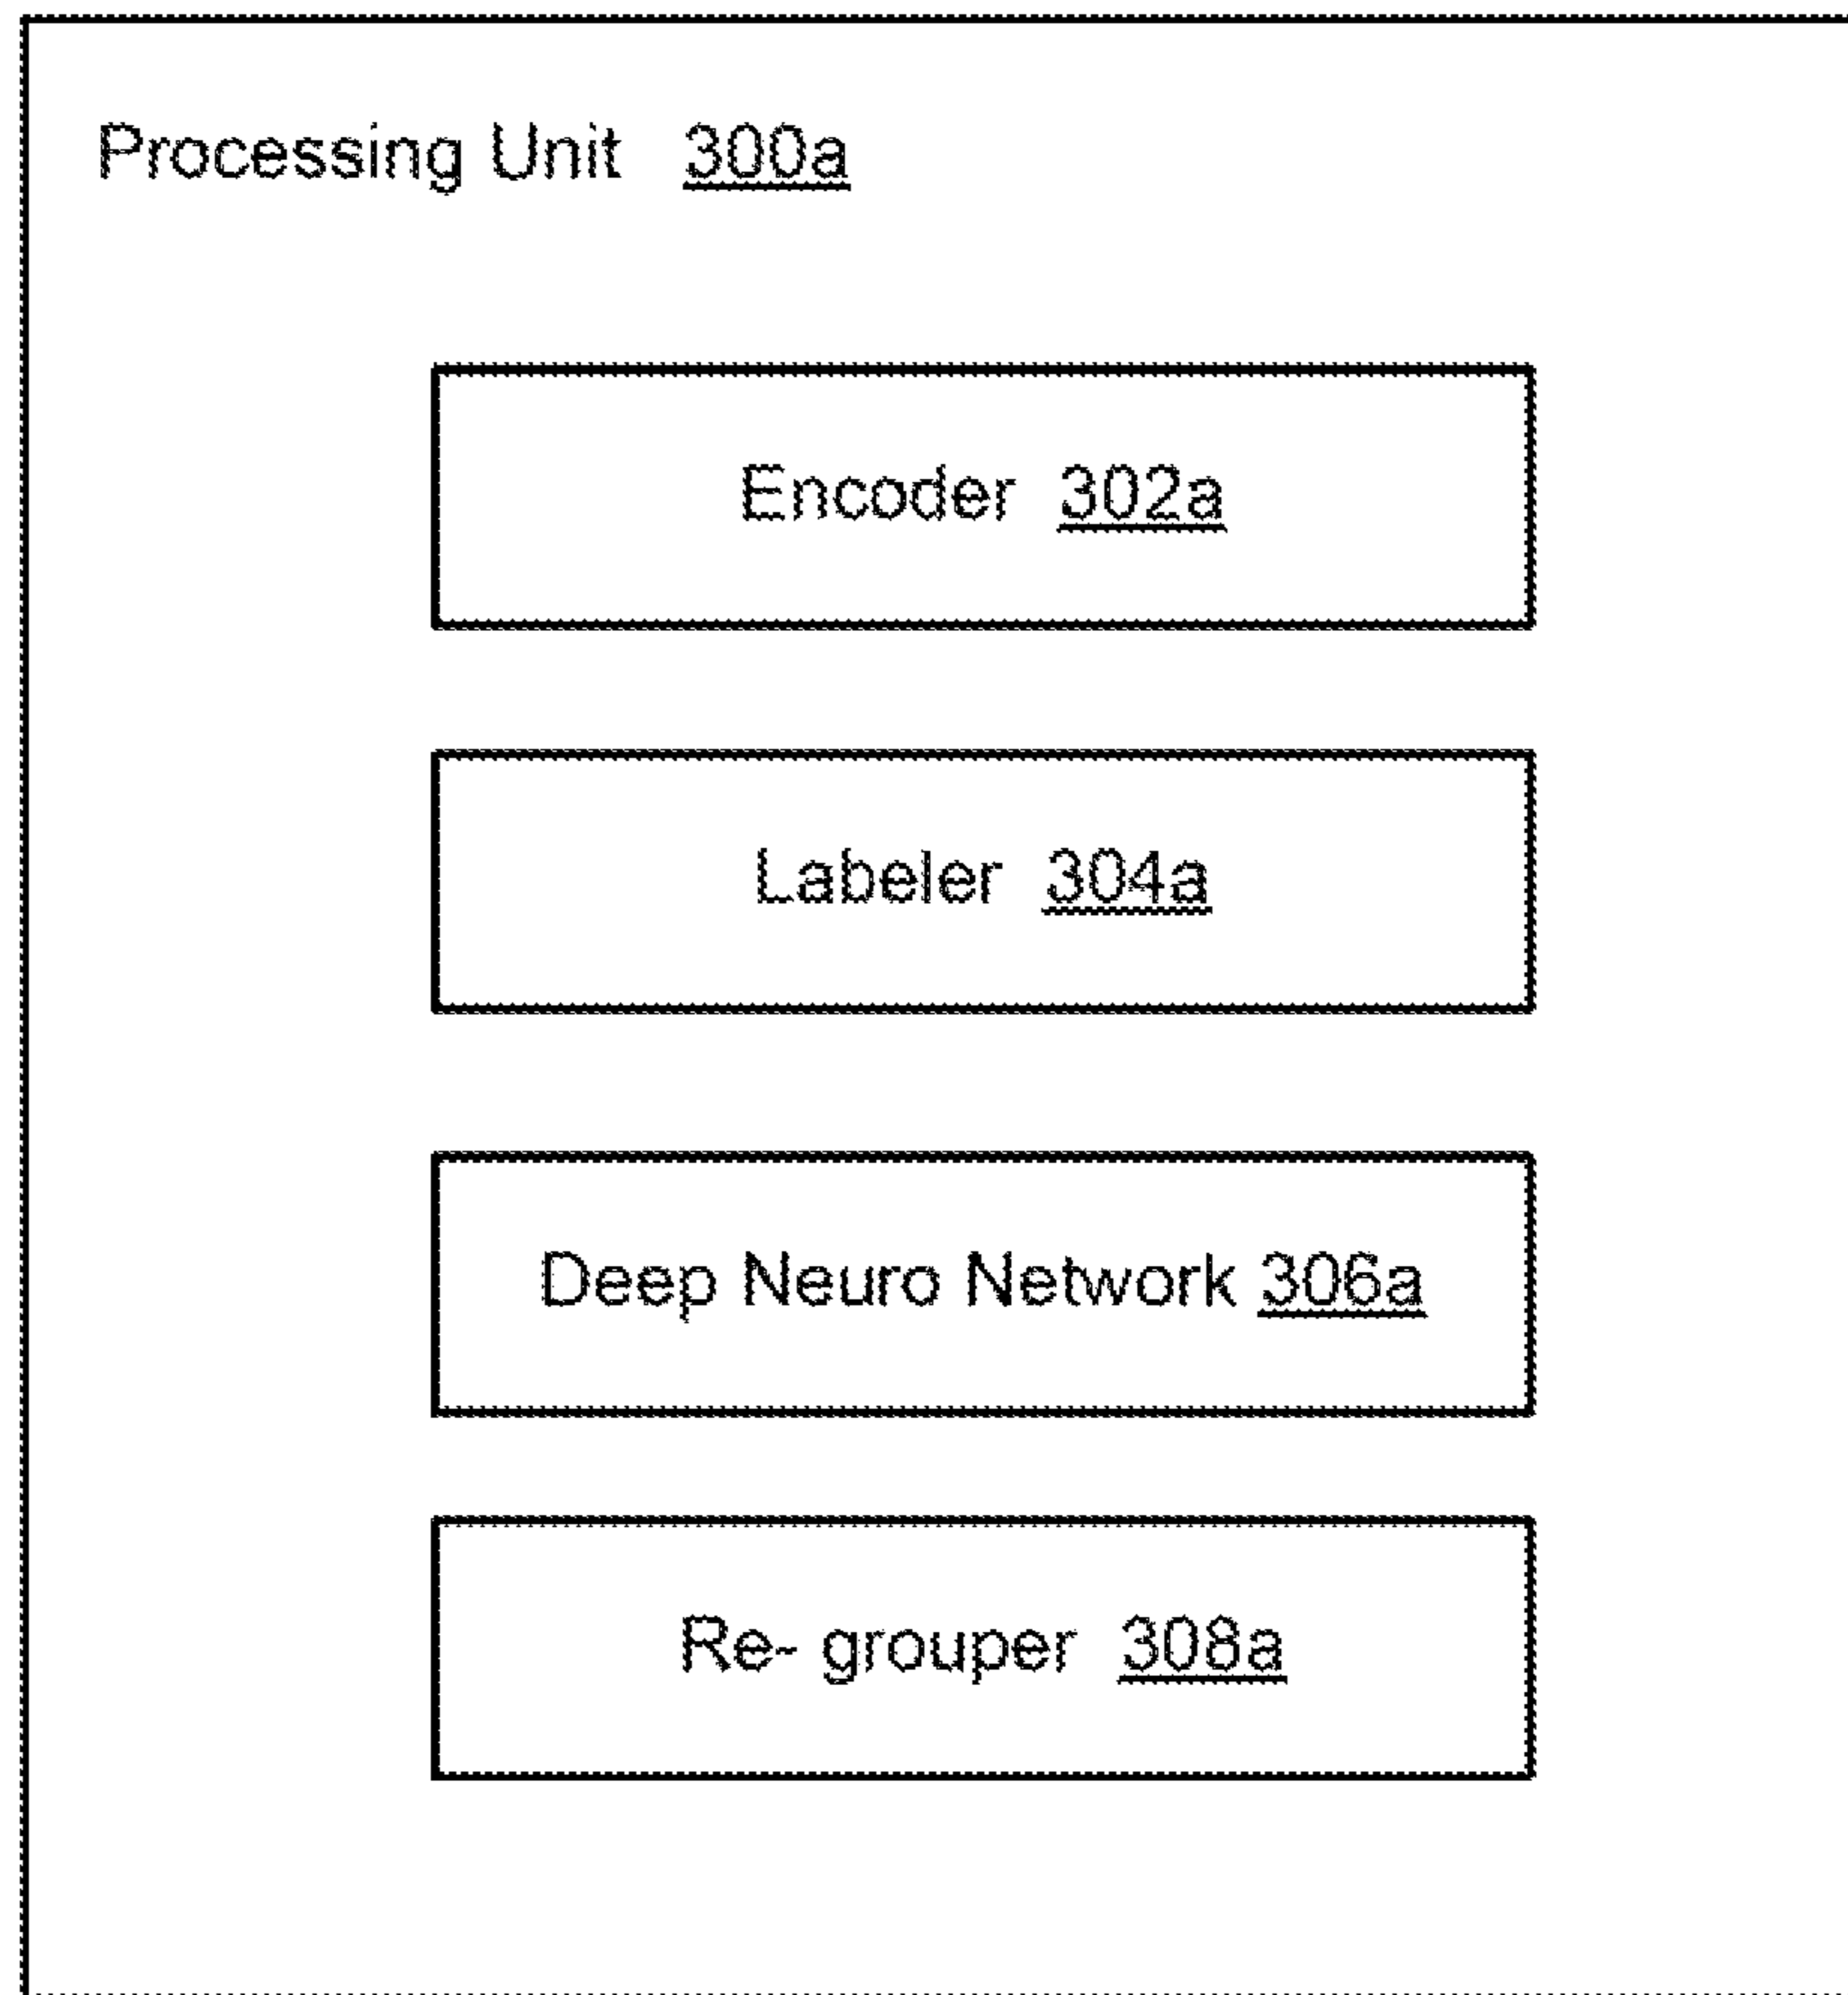 Processing Unit 300a
Encoder 302a
Labeler 304a
Deep Neuro Network 306a
Re- grouper 308a